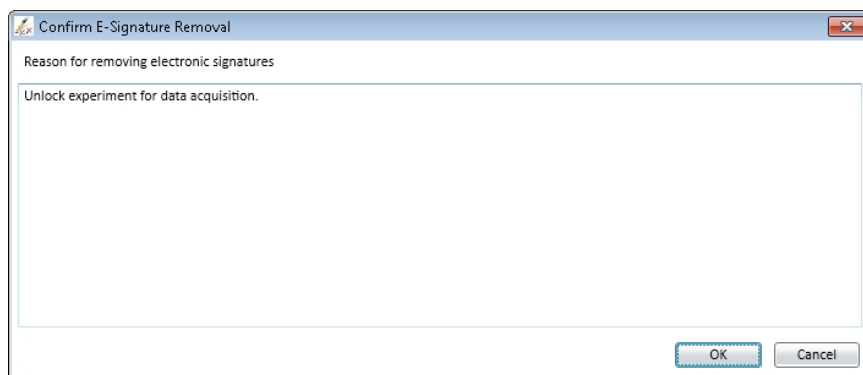 Confirm E-Signature Removal
Reason for removing electronic signatures
Unlock experiment for data acquisition.
OK Cancel